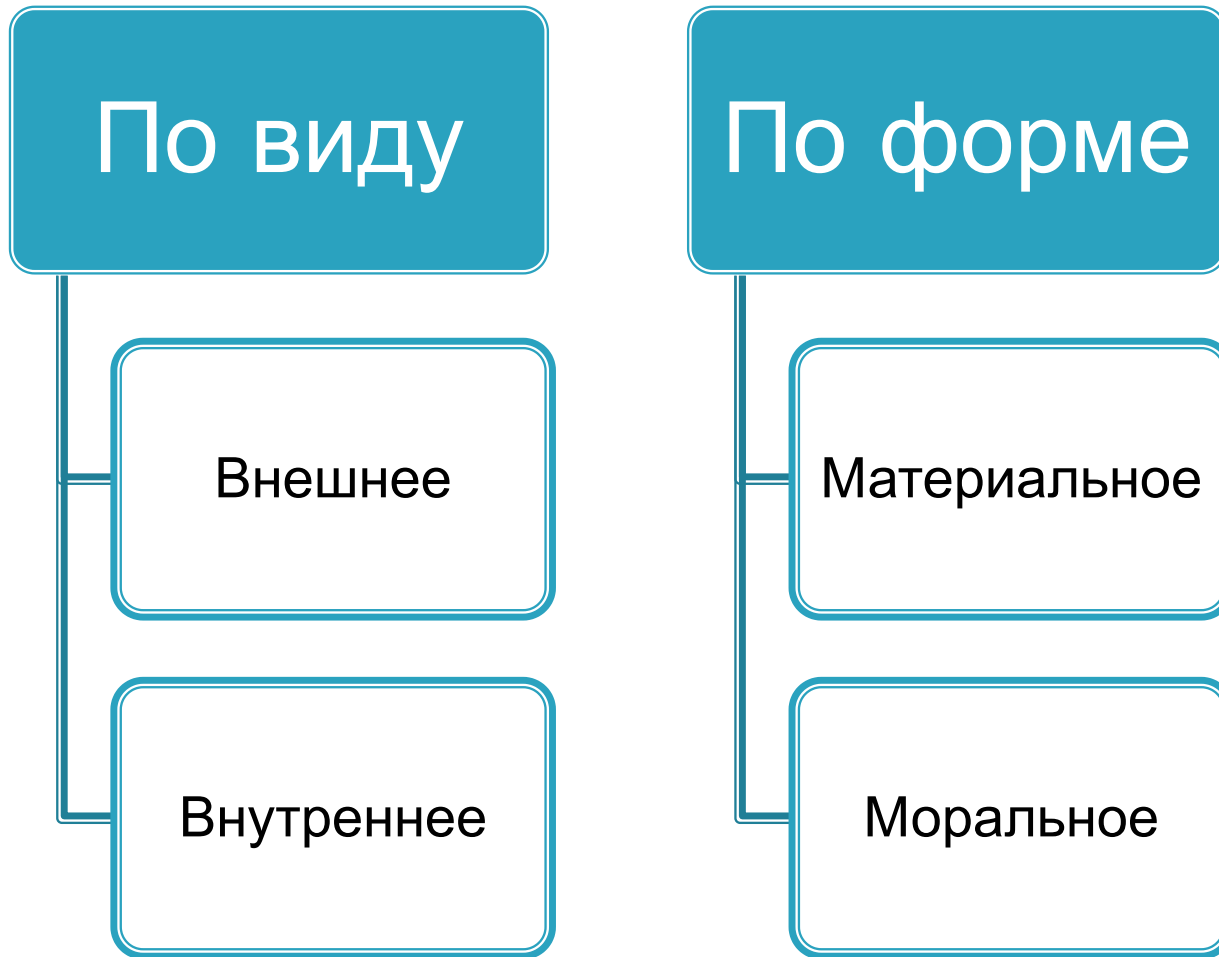 По виду
Внешнее
Внутреннее
По форме
Материальное
Моральное